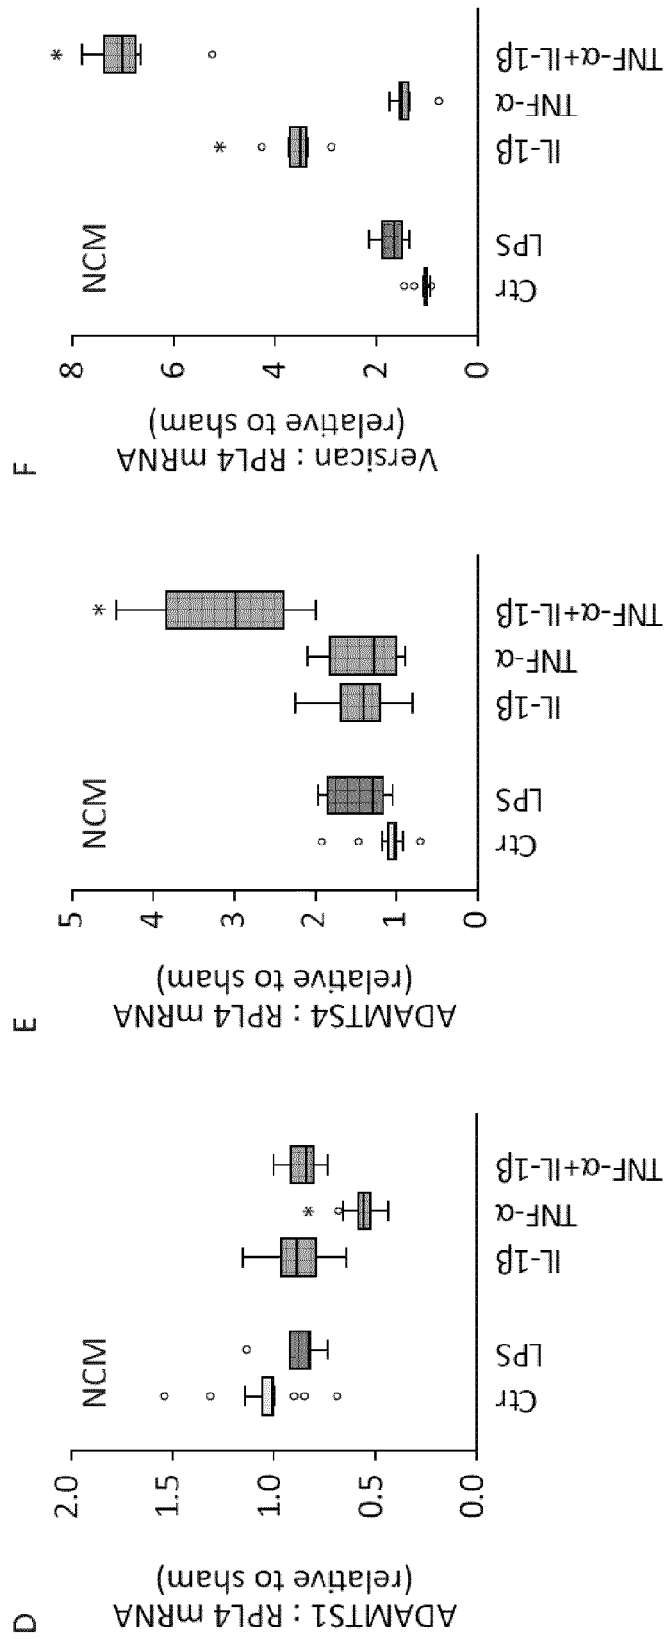 D
ADAMTS1 : RPL4 mRNA
(relative to sham)
2.0
1.5
1.0
0.5
0.0
NCM
*
Ctr
LPS
IL-1β
TNF-α
TNF-α+IL-1β
E
ADAMTS4 : RPL4 mRNA
(relative to sham)
5
4
3
2
1
0
NCM
*
Ctr
LPS
IL-1β
TNF-α
TNF-α+IL-1β
F
Versican : RPL4 mRNA
(relative to sham)
8
6
4
2
0
NCM
*
*
Ctr
LPS
IL-1β
TNF-α
TNF-α+IL-1β